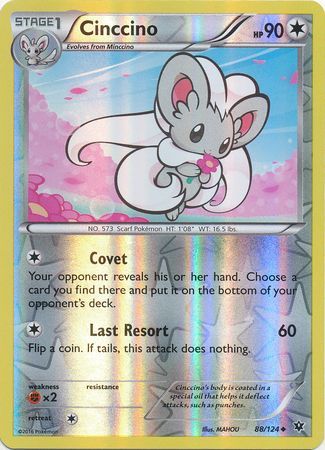 STAGE1
Cinccino
HP 90
Evolves from Minccino
NO. 573 Scarf Pokémon HT: 1'08" WT: 16.5 lbs.
Covet
Your opponent reveals his or her hand. Choose a
card you find there and put it on the bottom of your
opponent's deck.
Last Resort 60
Flip a coin. If tails, this attack does nothing.
weakness
resistance
×2
retreat
Cinccino's body is coated in a
special oil that helps it deflect
attacks, such as punches.
©2016 Pokémon
Illus. MAHOU
88/124